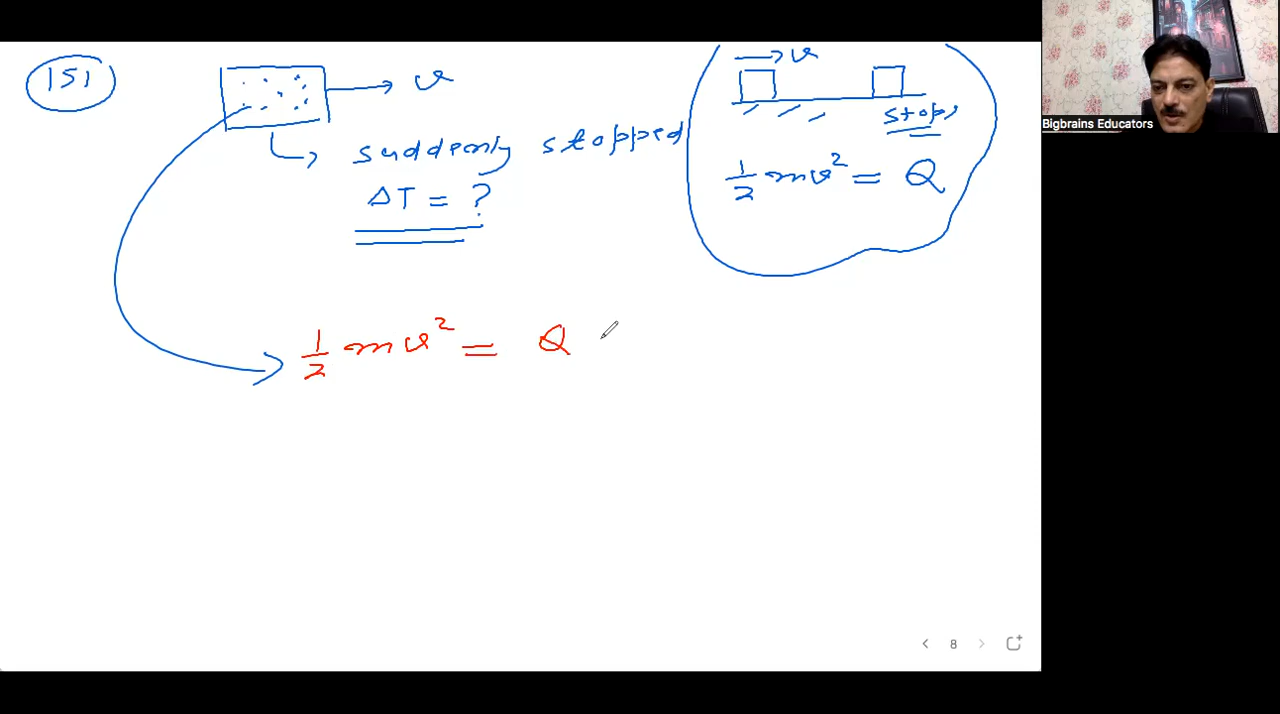 151
→ v
suddenly stopped
ΔT = ?
→ v
stops
1/2 mv² = Q
1/2 mv² = Q
Bigbrains Educators
< 8 >